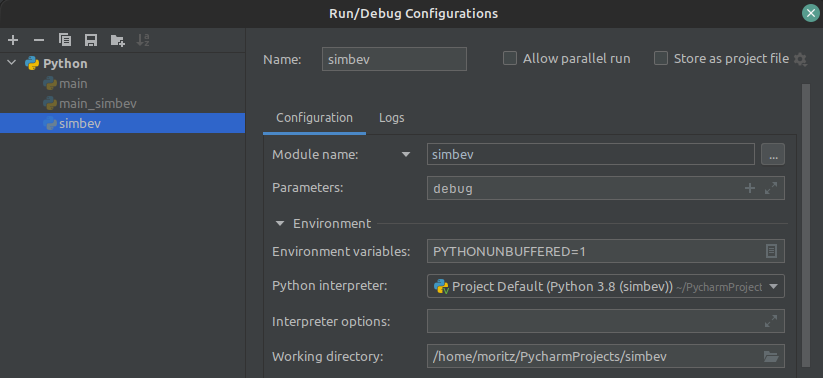 Run/Debug Configurations
Python
main
main_simbev
simbev
Name: simbev Allow parallel run Store as project file
Configuration Logs
Module name: simbev ...
Parameters: debug
Environment
Environment variables: PYTHONUNBUFFERED=1
Python interpreter: Project Default (Python 3.8 (simbev)) ~/PycharmProject
Interpreter options:
Working directory: /home/moritz/PycharmProjects/simbev